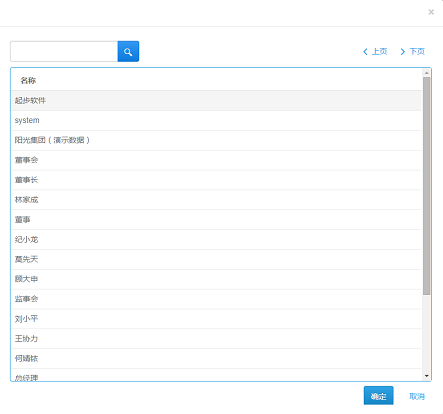 ×
上页 下页
名称
起步软件
system
阳光集团（演示数据）
董事会
董事长
林家成
董事
纪小龙
莫先天
顾大申
监事会
刘小平
王协力
何婧铱
总经理
确定 取消